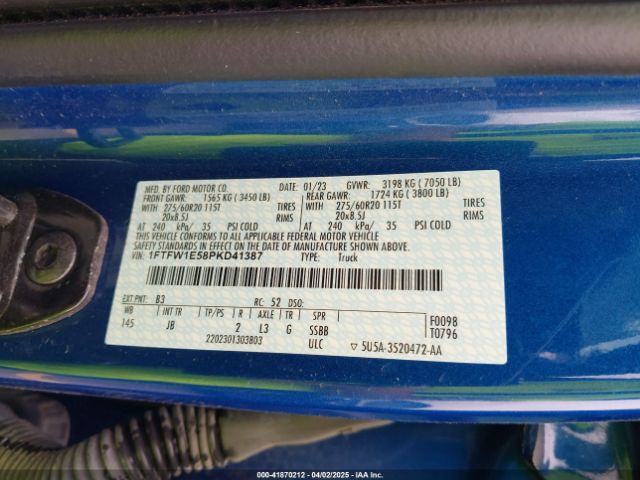 MFD. BY FORD MOTOR CO. 01/23 GVWR: 3198 KG ( 7050 LB)
FRONT GAWR: 1565 KG ( 3450 LB) REAR GAWR: 1724 KG ( 3800 LB)
WITH 275/60R20 115T TIRES WITH 275/60R20 115T TIRES
20x8.5J RIMS 20x8.5J RIMS
AT 240 kPa/ 35 PSI COLD AT 240 kPa/ 35 PSI COLD
THIS VEHICLE CONFORMS TO ALL APPLICABLE FEDERAL MOTOR VEHICLE
SAFETY STANDARDS IN EFFECT ON THE DATE OF MANUFACTURE SHOWN ABOVE.
VIN: 1FTFW1E58PKD41387 TYPE: Truck
EXT PNT: B3 RC: 52 DSO:
WB TP/PS R AXLE TR SPR F0098
145 JB 2 L3 G SSBB T0796
2202301303803 ULC ▽ 5U5A-3520472-AA
000-41870212 - 04/02/2025 - IAA Inc.